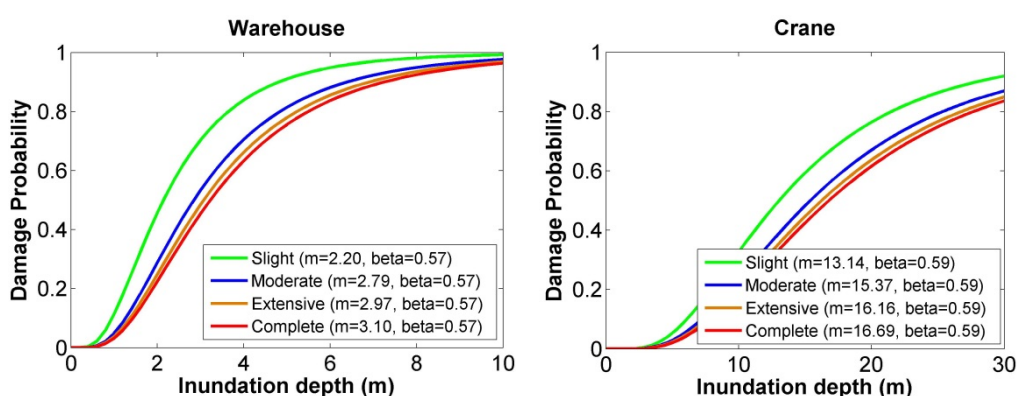 Warehouse
Damage Probability
1
0.8
0.6
0.4
0.2
0
0
2
4
6
8
10
Inundation depth (m)
Slight (m=2.20, beta=0.57)
Moderate (m=2.79, beta=0.57)
Extensive (m=2.97, beta=0.57)
Complete (m=3.10, beta=0.57)
Crane
Damage Probability
1
0.8
0.6
0.4
0.2
0
0
10
20
30
Inundation depth (m)
Slight (m=13.14, beta=0.59)
Moderate (m=15.37, beta=0.59)
Extensive (m=16.16, beta=0.59)
Complete (m=16.69, beta=0.59)